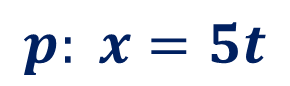 p: x = 5t